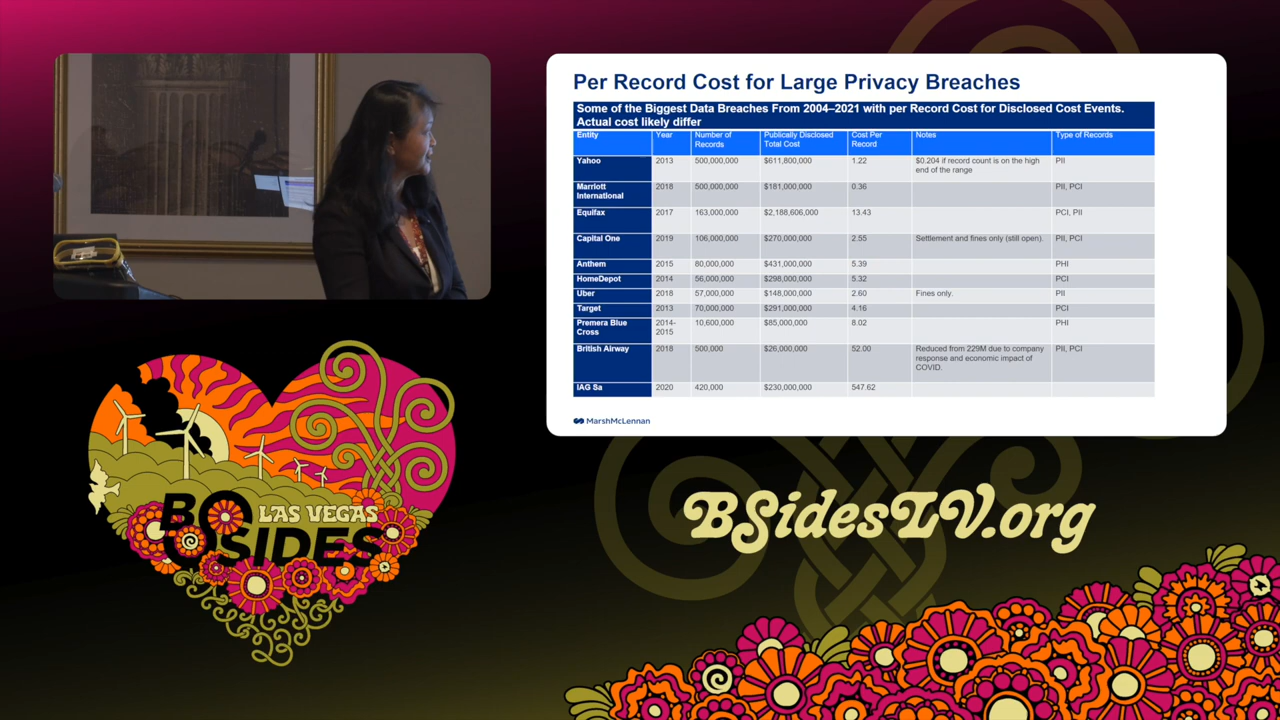 Per Record Cost for Large Privacy Breaches
Some of the Biggest Data Breaches From 2004–2021 with per Record Cost for Disclosed Cost Events.
Actual cost likely differ
Entity Year Number of Records Publically Disclosed Total Cost Cost Per Record Notes Type of Records
Yahoo 2013 500,000,000 $611,800,000 1.22 $0.204 if record count is on the high end of the range PII
Marriott International 2018 500,000,000 $181,000,000 0.36 PII, PCI
Equifax 2017 163,000,000 $2,188,606,000 13.43 PCI, PII
Capital One 2019 106,000,000 $270,000,000 2.55 Settlement and fines only (still open). PII, PCI
Anthem 2015 80,000,000 $431,000,000 5.39 PHI
HomeDepot 2014 56,000,000 $298,000,000 5.32 PCI
Uber 2018 57,000,000 $148,000,000 2.60 Fines only. PII
Target 2013 70,000,000 $291,000,000 4.16 PCI
Premera Blue Cross 2014-2015 10,600,000 $85,000,000 8.02 PHI
British Airway 2018 500,000 $26,000,000 52.00 Reduced from 229M due to company response and economic impact of COVID. PII, PCI
IAG Sa 2020 420,000 $230,000,000 547.62
MarshMcLennan
BSIDES
LAS VEGAS
BSidesLV.org